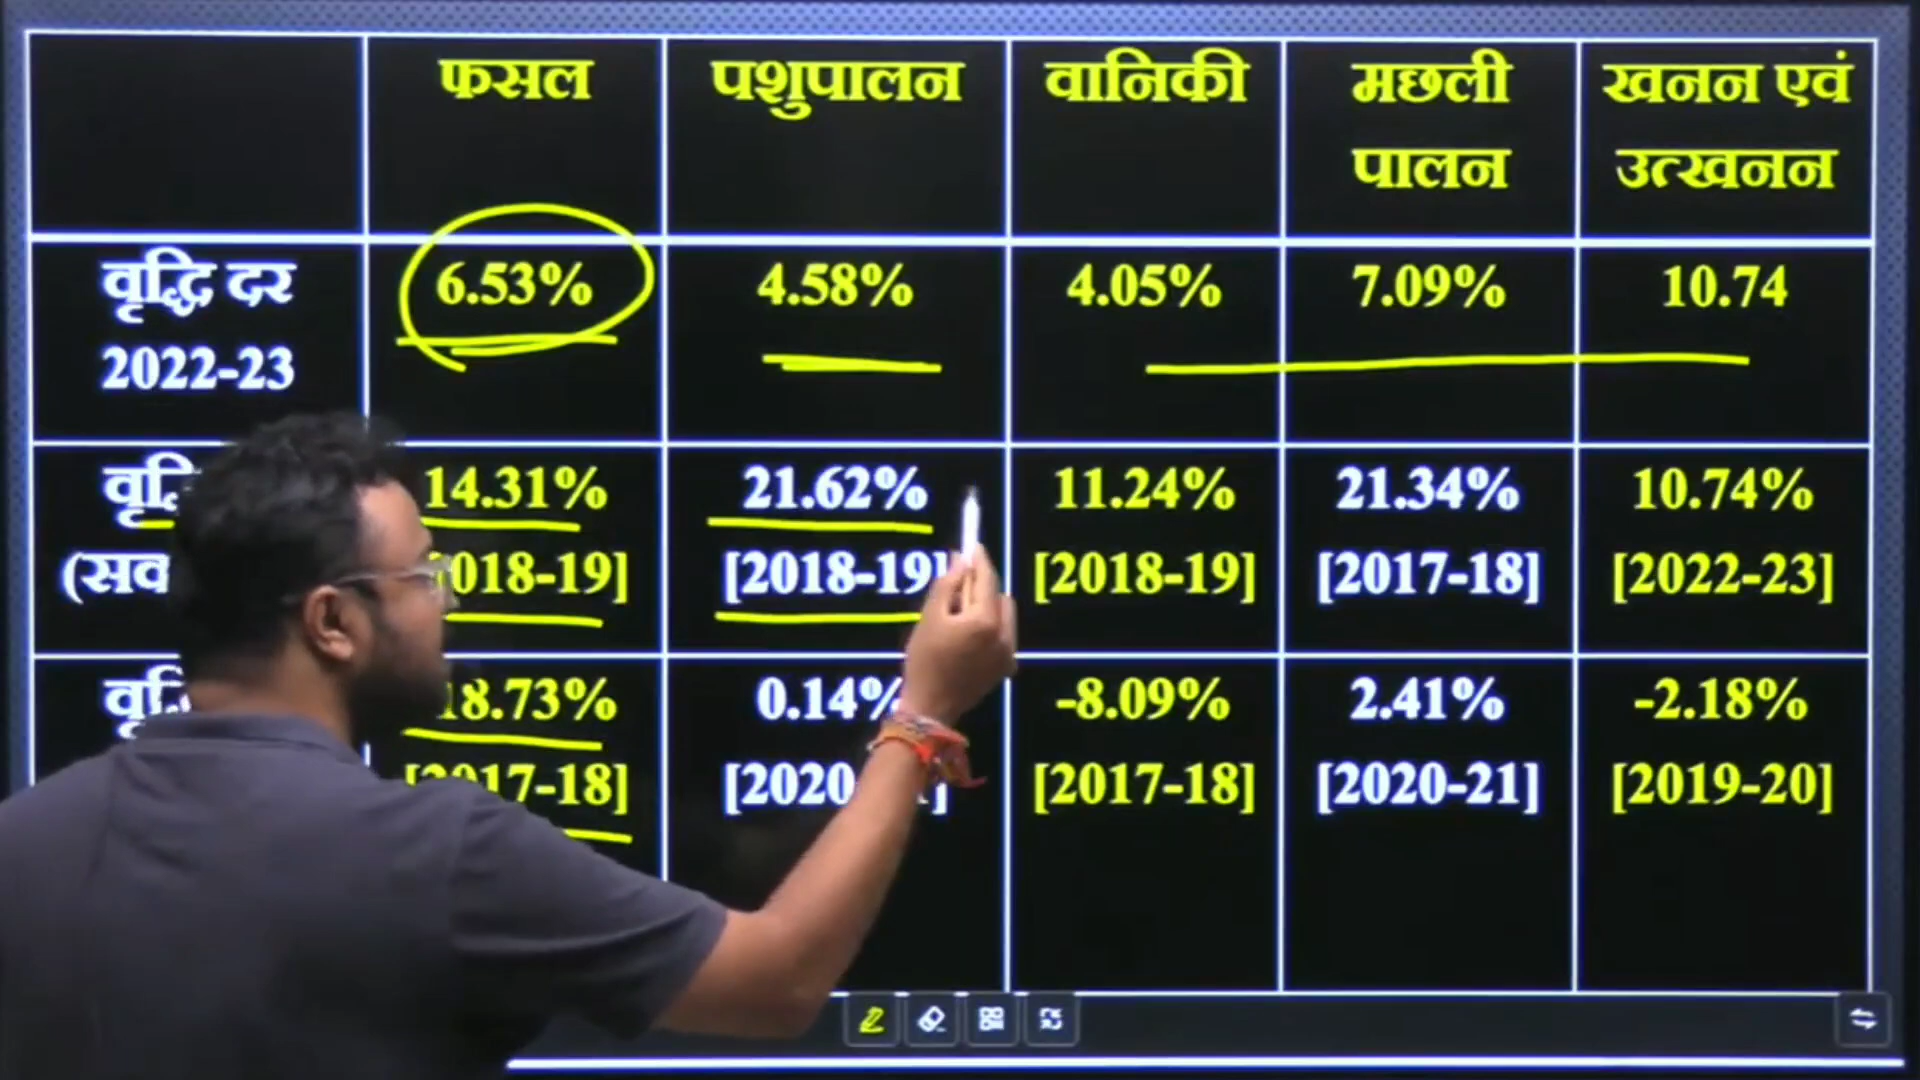 फसल पशुपालन वानिकी मछली पालन खनन एवं उत्खनन
वृद्धि दर 2022-23 6.53% 4.58% 4.05% 7.09% 10.74
14.31% 21.62% 11.24% 21.34% 10.74%
[2018-19] [2018-19] [2017-18] [2022-23]
18.73% 0.14% -8.09% 2.41% -2.18%
[2017-18] [2020-21] [2019-20]